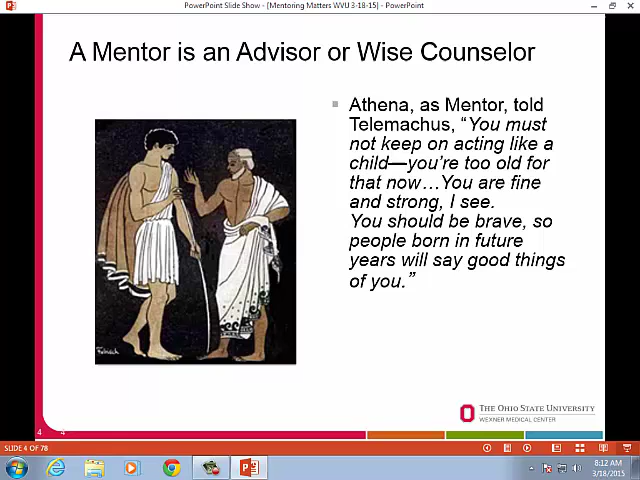 PowerPoint Slide Show - [Mentoring Matters WVU 3-18-15] - PowerPoint
A Mentor is an Advisor or Wise Counselor
Athena, as Mentor, told
Telemachus, “You must
not keep on acting like a
child—you’re too old for
that now…You are fine
and strong, I see.
You should be brave, so
people born in future
years will say good things
of you.”
THE OHIO STATE UNIVERSITY
WEXNER MEDICAL CENTER
4 4
SLIDE 4 OF 78
8:12 AM
3/18/2015